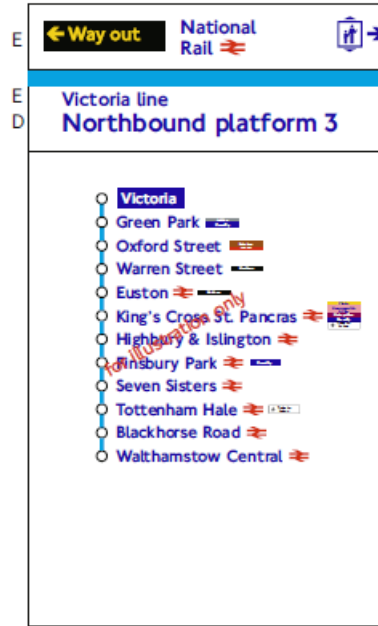 E
← Way out
National
Rail
→
E
Victoria line
D
Northbound platform 3
Victoria
Green Park
Oxford Street
Warren Street
Euston
King's Cross St. Pancras
Highbury & Islington
Finsbury Park
Seven Sisters
Tottenham Hale
Blackhorse Road
Walthamstow Central
for illustration only